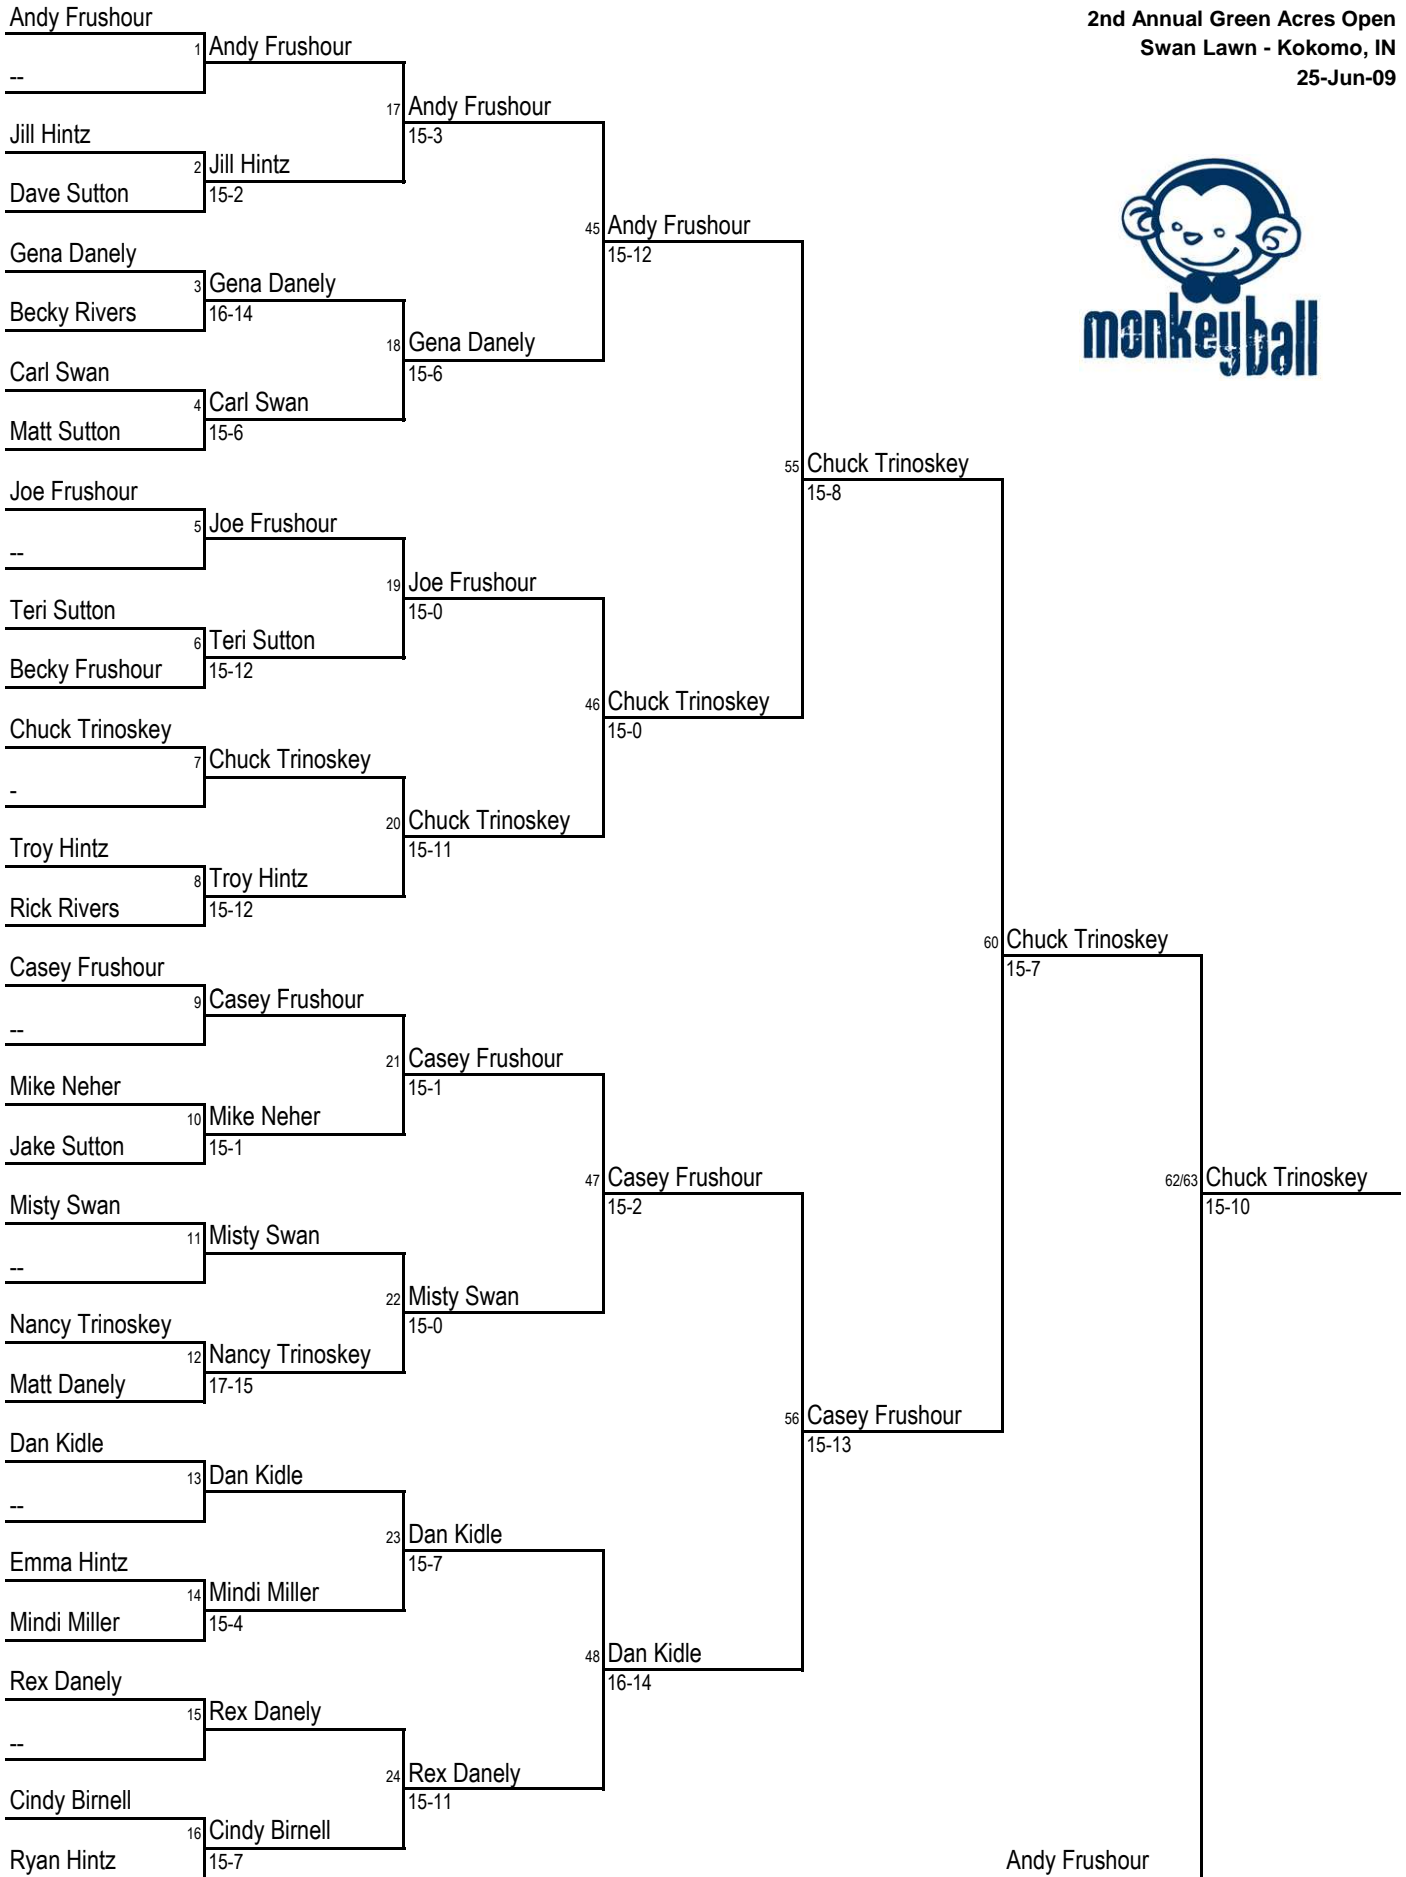 Andy Frushour
2nd Annual Green Acres Open
1 Andy Frushour
Swan Lawn - Kokomo, IN
--
25-Jun-09
17 Andy Frushour
Jill Hintz
15-3
2 Jill Hintz
Dave Sutton
15-2
45 Andy Frushour
Gena Danely
15-12
3 Gena Danely
Becky Rivers
16-14
monkeyball
18 Gena Danely
Carl Swan
15-6
4 Carl Swan
Matt Sutton
15-6
55 Chuck Trinoskey
Joe Frushour
15-8
5 Joe Frushour
--
19 Joe Frushour
Teri Sutton
15-0
6 Teri Sutton
Becky Frushour
15-12
46 Chuck Trinoskey
Chuck Trinoskey
15-0
7 Chuck Trinoskey
-
20 Chuck Trinoskey
Troy Hintz
15-11
8 Troy Hintz
Rick Rivers
15-12
60 Chuck Trinoskey
Casey Frushour
15-7
9 Casey Frushour
--
21 Casey Frushour
Mike Neher
15-1
10 Mike Neher
Jake Sutton
15-1
47 Casey Frushour
62/63 Chuck Trinoskey
Misty Swan
15-2
15-10
11 Misty Swan
--
22 Misty Swan
Nancy Trinoskey
15-0
12 Nancy Trinoskey
Matt Danely
17-15
56 Casey Frushour
Dan Kidle
15-13
13 Dan Kidle
--
23 Dan Kidle
Emma Hintz
15-7
14 Mindi Miller
Mindi Miller
15-4
48 Dan Kidle
Rex Danely
16-14
15 Rex Danely
--
24 Rex Danely
Cindy Birnell
15-11
16 Cindy Birnell
Ryan Hintz
15-7
Andy Frushour